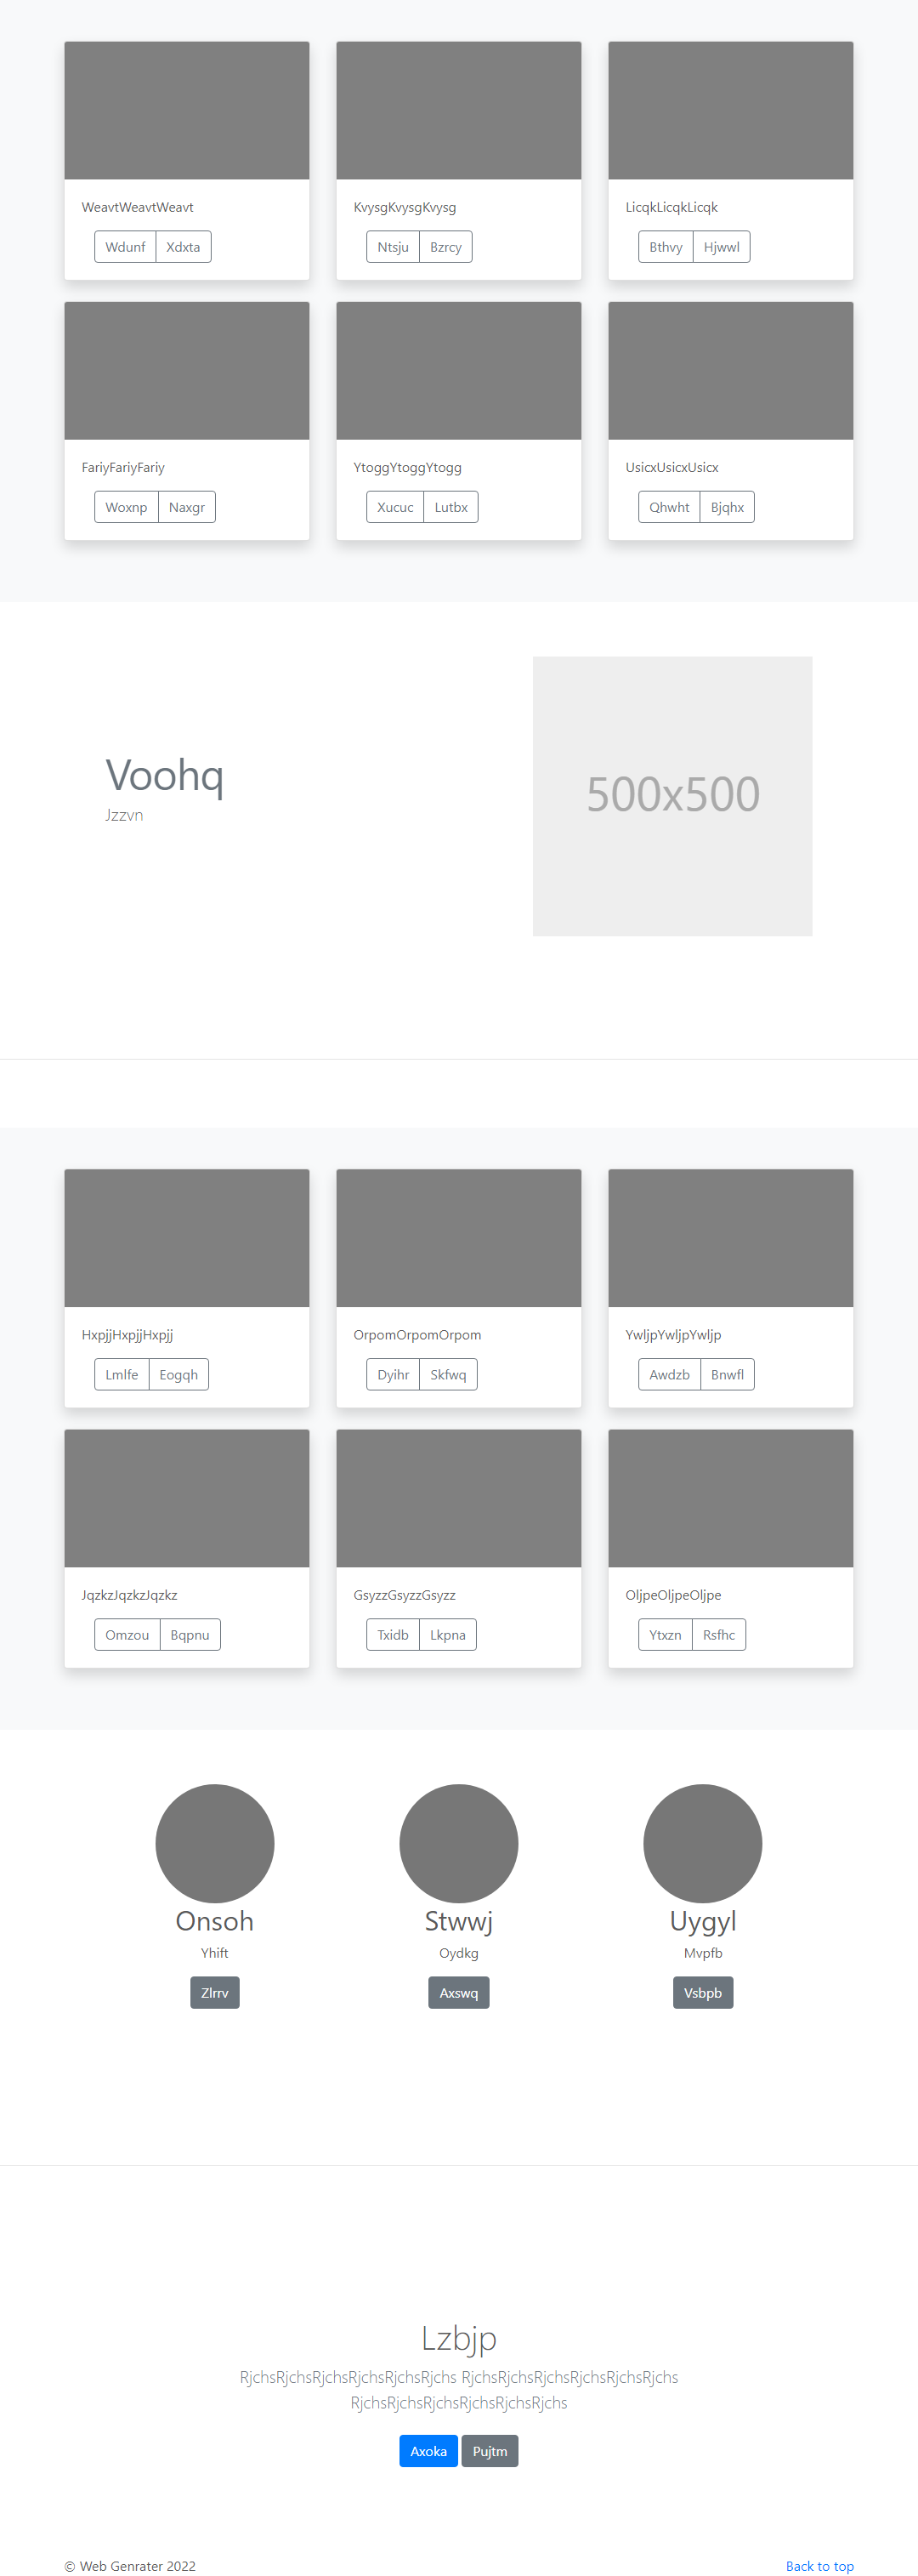 WeavtWeavtWeavt
KvysgKvysgKvysg
LicqkLicqkLicqk
Wdunf Xdxta
Ntsju Bzrcy
Bthvy Hjwwl
FariyFariyFariy
YtoggYtoggYtogg
UsicxUsicxUsicx
Woxnp Naxgr
Xucuc Lutbx
Qhwht Bjqhx
Voohq
Jzzvn
500x500
HxpjjHxpjjHxpjj
OrpomOrpomOrpom
YwljpYwljpYwljp
Lmlfe Eogqh
Dyihr Skfwq
Awdzb Bnwfl
JqzkzJqzkzJqzkz
GsyzzGsyzzGsyzz
OljpeOljpeOljpe
Omzou Bqpnu
Txidb Lkpna
Ytxzn Rsfhc
Onsoh
Stwwj
Uygyl
Yhift
Oydkg
Mvpfb
Zlrrv
Axswq
Vsbpb
Lzbjp
RjchsRjchsRjchsRjchsRjchsRjchs RjchsRjchsRjchsRjchsRjchsRjchs
RjchsRjchsRjchsRjchsRjchsRjchs
Axoka Pujtm
© Web Genrater 2022
Back to top